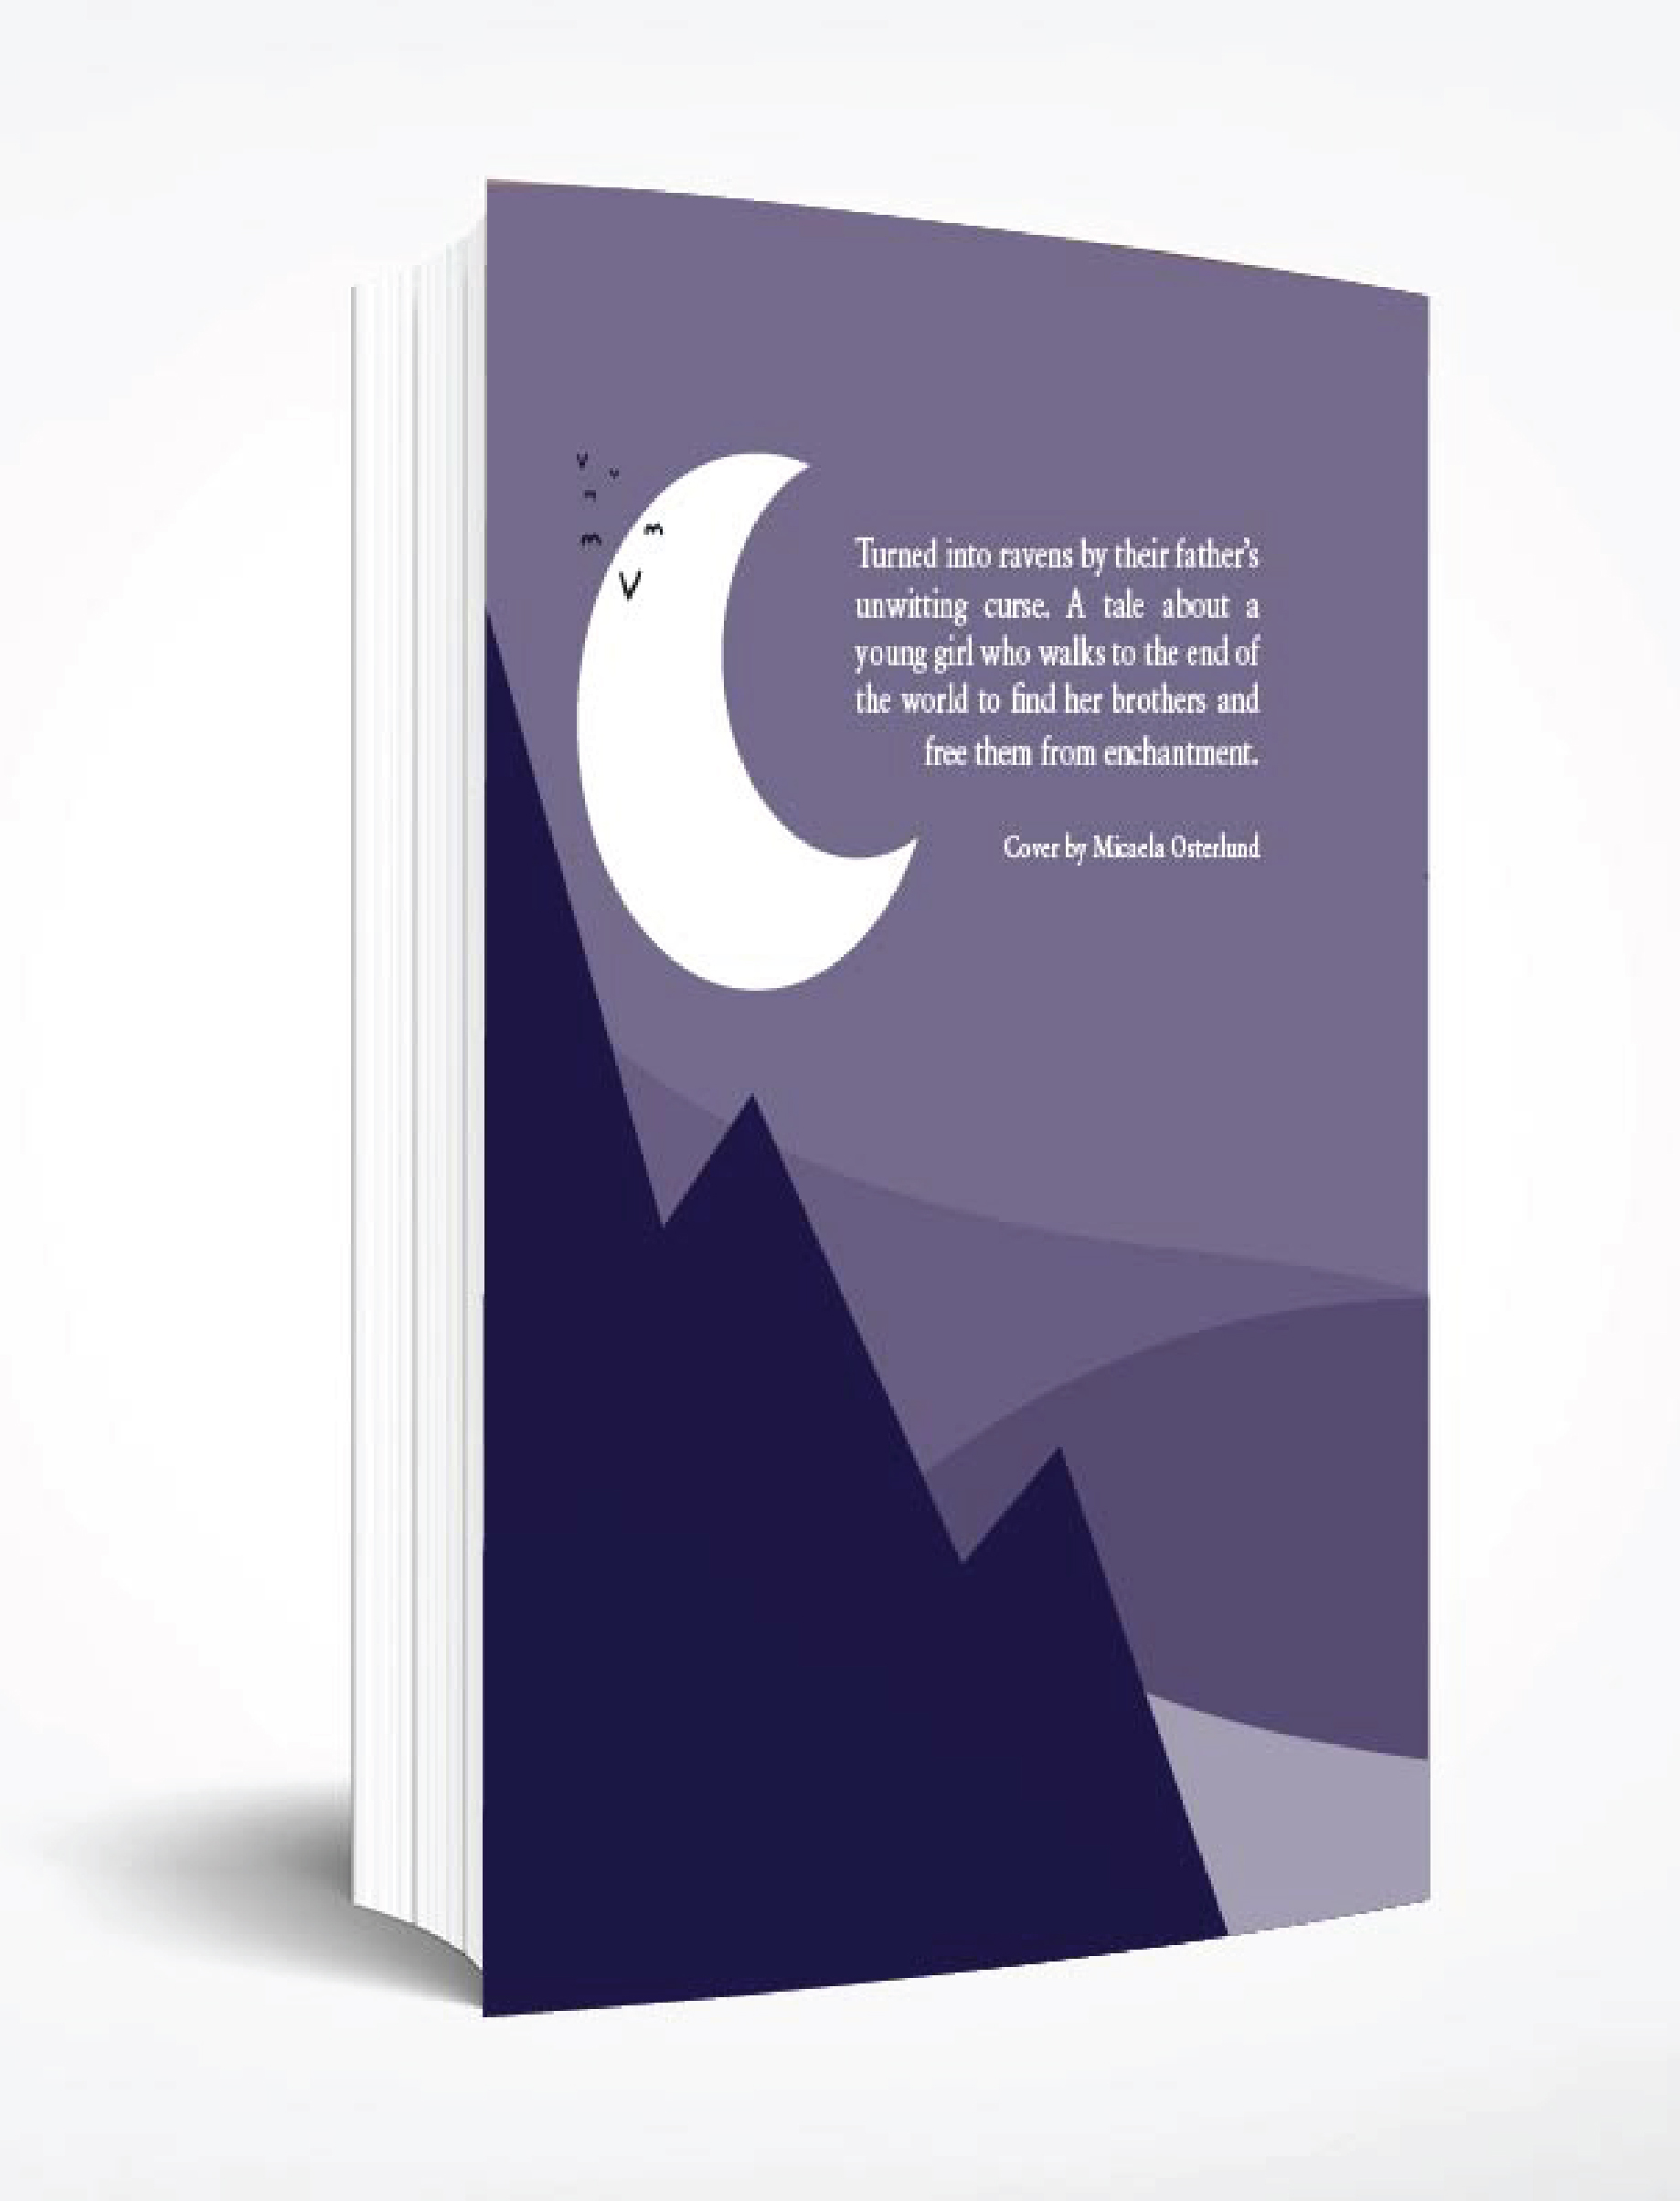 Turned into ravens by their father's
unwitting curse. A tale about a
young girl who walks to the end of
the world to find her brothers and
free them from enchantment.
Cover by Micaela Osterlund